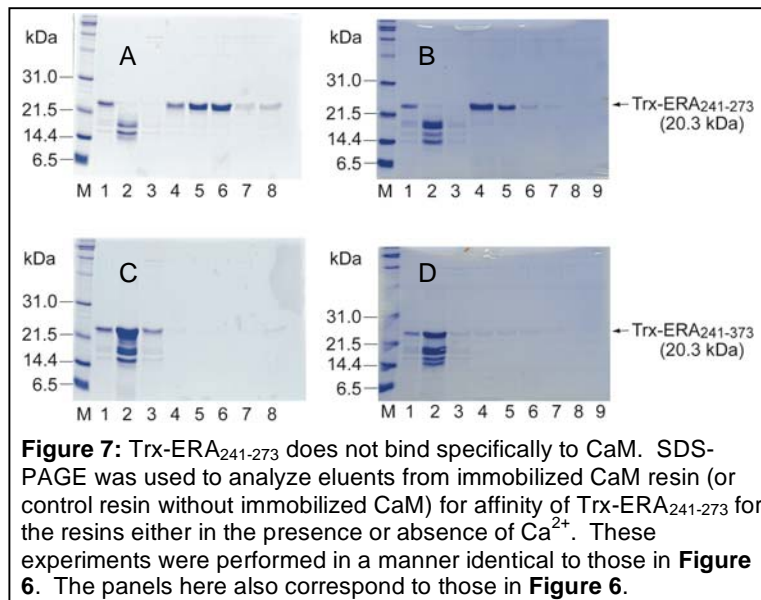 kDa
A
31.0
21.5
14.4
6.5
M 1 2 3 4 5 6 7 8
kDa
B
31.0
21.5
14.4
6.5
M 1 2 3 4 5 6 7 8 9
Trx-ERA241-273
(20.3 kDa)
kDa
C
31.0
21.5
14.4
6.5
M 1 2 3 4 5 6 7 8
kDa
D
31.0
21.5
14.4
6.5
M 1 2 3 4 5 6 7 8 9
Trx-ERA241-373
(20.3 kDa)
Figure 7: Trx-ERA241-273 does not bind specifically to CaM. SDS-
PAGE was used to analyze eluents from immobilized CaM resin (or
control resin without immobilized CaM) for affinity of Trx-ERA241-273 for
the resins either in the presence or absence of Ca2+. These
experiments were performed in a manner identical to those in Figure
6. The panels here also correspond to those in Figure 6.